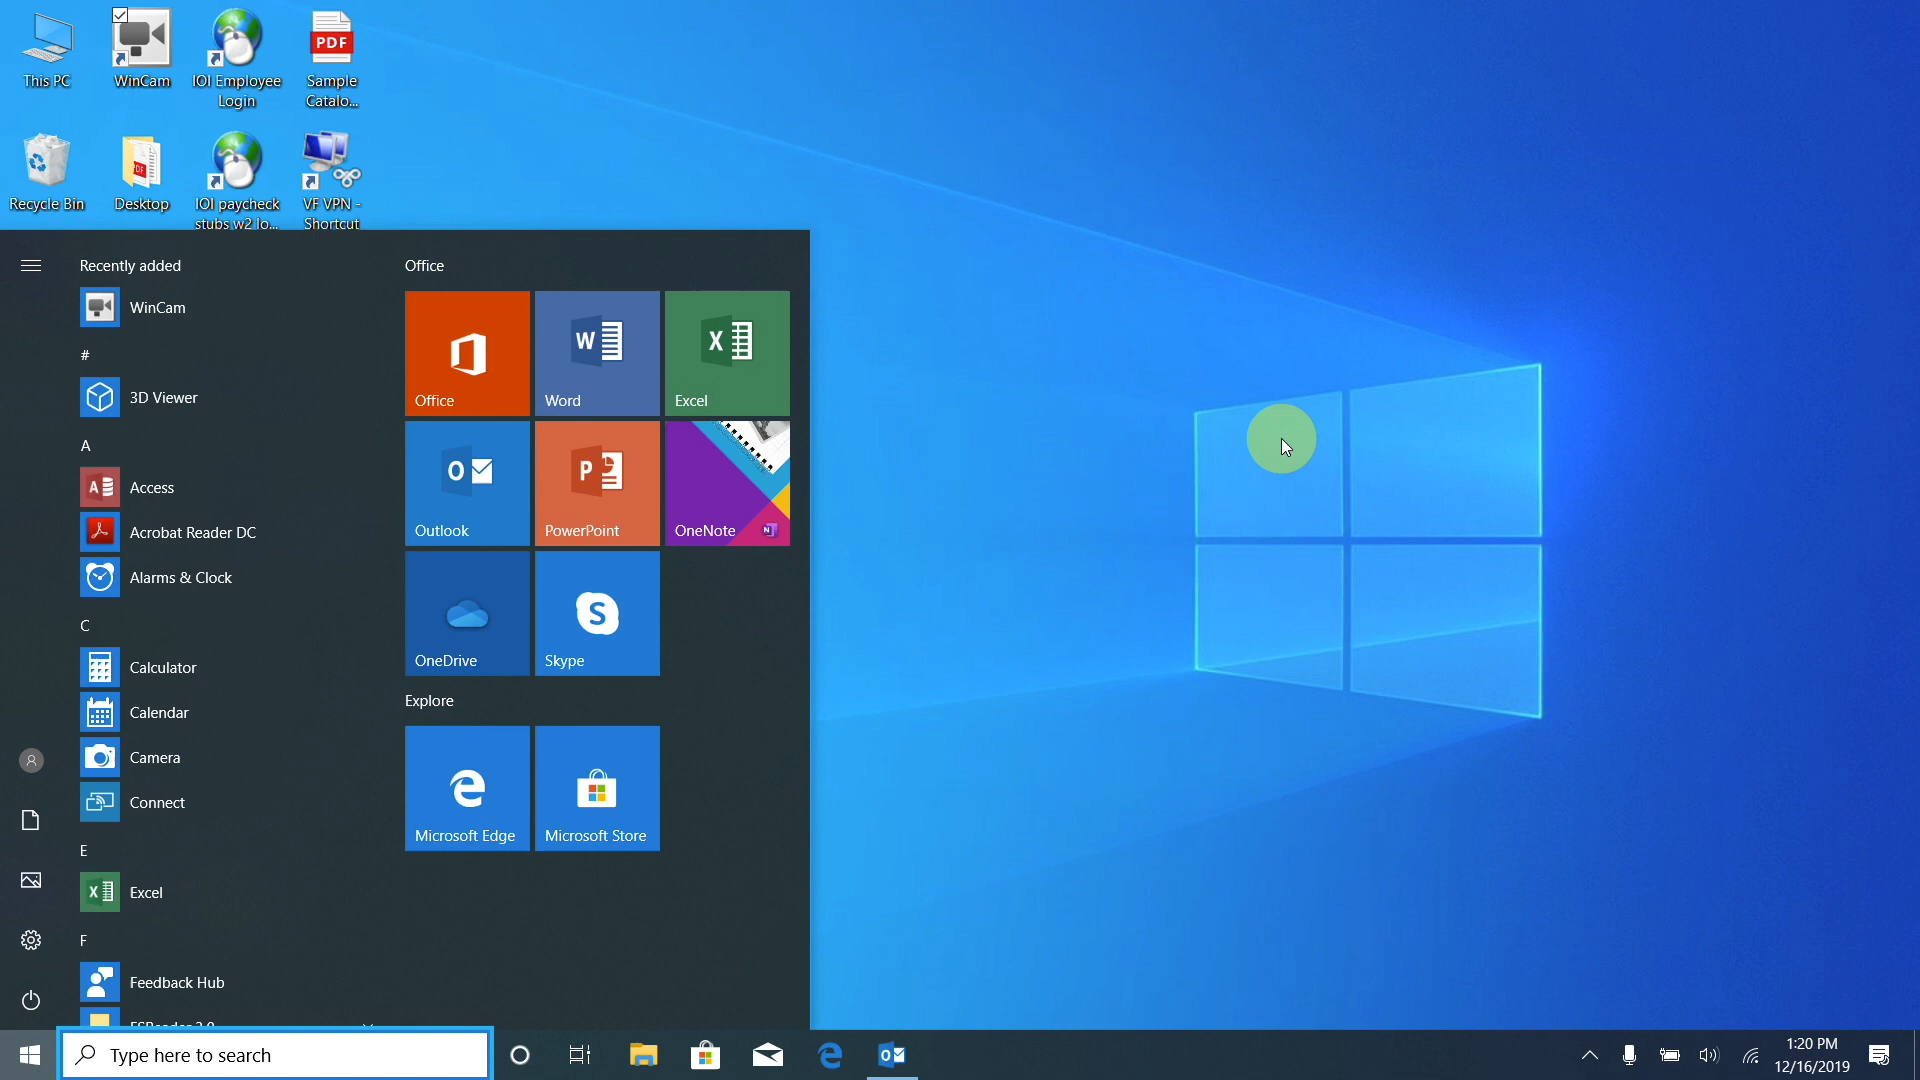 This PC
WinCam
IOI Employee
Login
PDF
Sample
Catalo...
Recycle Bin
Desktop
IOI paycheck
stubs w2 lo...
VF VPN -
Shortcut
Recently added
WinCam
#
3D Viewer
A
Access
Acrobat Reader DC
Alarms & Clock
C
Calculator
Calendar
Camera
Connect
E
Excel
F
Feedback Hub
Office
Office
Word
Excel
Outlook
PowerPoint
OneNote
OneDrive
Skype
Explore
Microsoft Edge
Microsoft Store
Type here to search
1:20 PM
12/16/2019